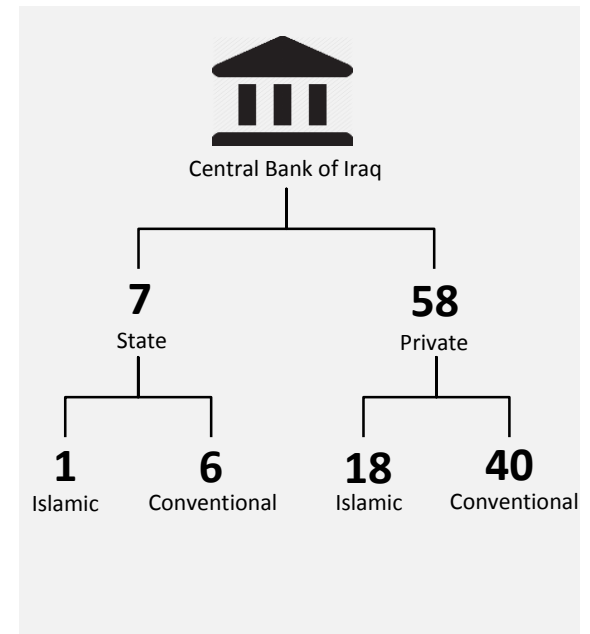 Central Bank of Iraq
7
State
58
Private
1
Islamic
6
Conventional
18
Islamic
40
Conventional